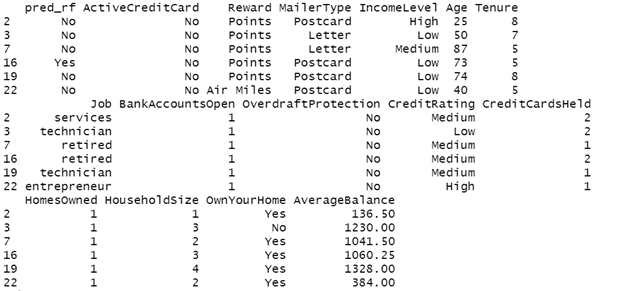 pred_rf ActiveCreditCard Reward MailerType IncomeLevel Age Tenure
2 No No Points Postcard High 25 8
3 No No Points Letter Low 50 7
7 No No Points Letter Medium 87 5
16 Yes No Points Postcard Low 73 5
19 No No Points Postcard Low 74 8
22 No No Air Miles Postcard Low 40 5
Job BankAccountsOpen OverdraftProtection CreditRating CreditCardsHeld
2 services 1 No Medium 2
3 technician 1 No Low 2
7 retired 1 No Medium 1
16 retired 1 No Medium 2
19 technician 1 No Medium 1
22 entrepreneur 1 No High 1
HomesOwned HouseholdSize OwnYourHome AverageBalance
2 1 1 Yes 136.50
3 1 3 No 1230.00
7 1 2 Yes 1041.50
16 1 3 Yes 1060.25
19 1 4 Yes 1328.00
22 1 2 Yes 384.00